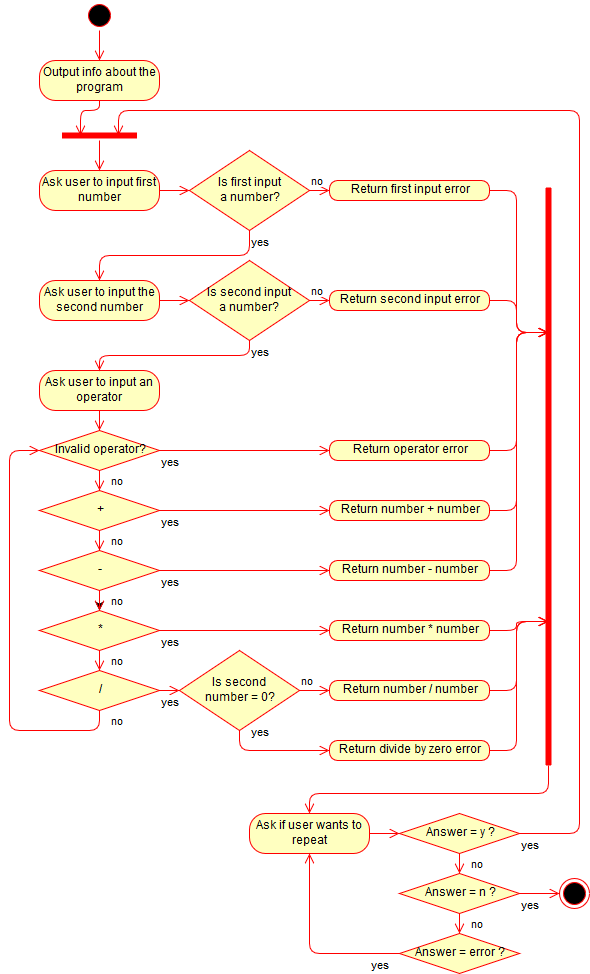 Output info about the
program
Ask user to input first
number
Is first input
a number?
no
Return first input error
yes
Ask user to input the
second number
Is second input
a number?
no
Return second input error
yes
Ask user to input an
operator
Invalid operator?
yes
Return operator error
no
+
yes
Return number + number
no
-
yes
Return number - number
no
*
yes
Return number * number
no
/
yes
Is second
number = 0?
no
Return number / number
no
yes
Return divide by zero error
Ask if user wants to
repeat
Answer = y ?
yes
no
Answer = n ?
yes
no
Answer = error ?
yes